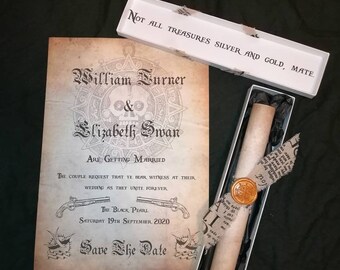 Not all treasures silver and gold, mate
William Turner
&
Elizabeth Swan
Are Getting Married
The couple request that ye bear witness at their
wedding as they unite forever.
The Black Pearl
Saturday 19th September 2020
Save The Date